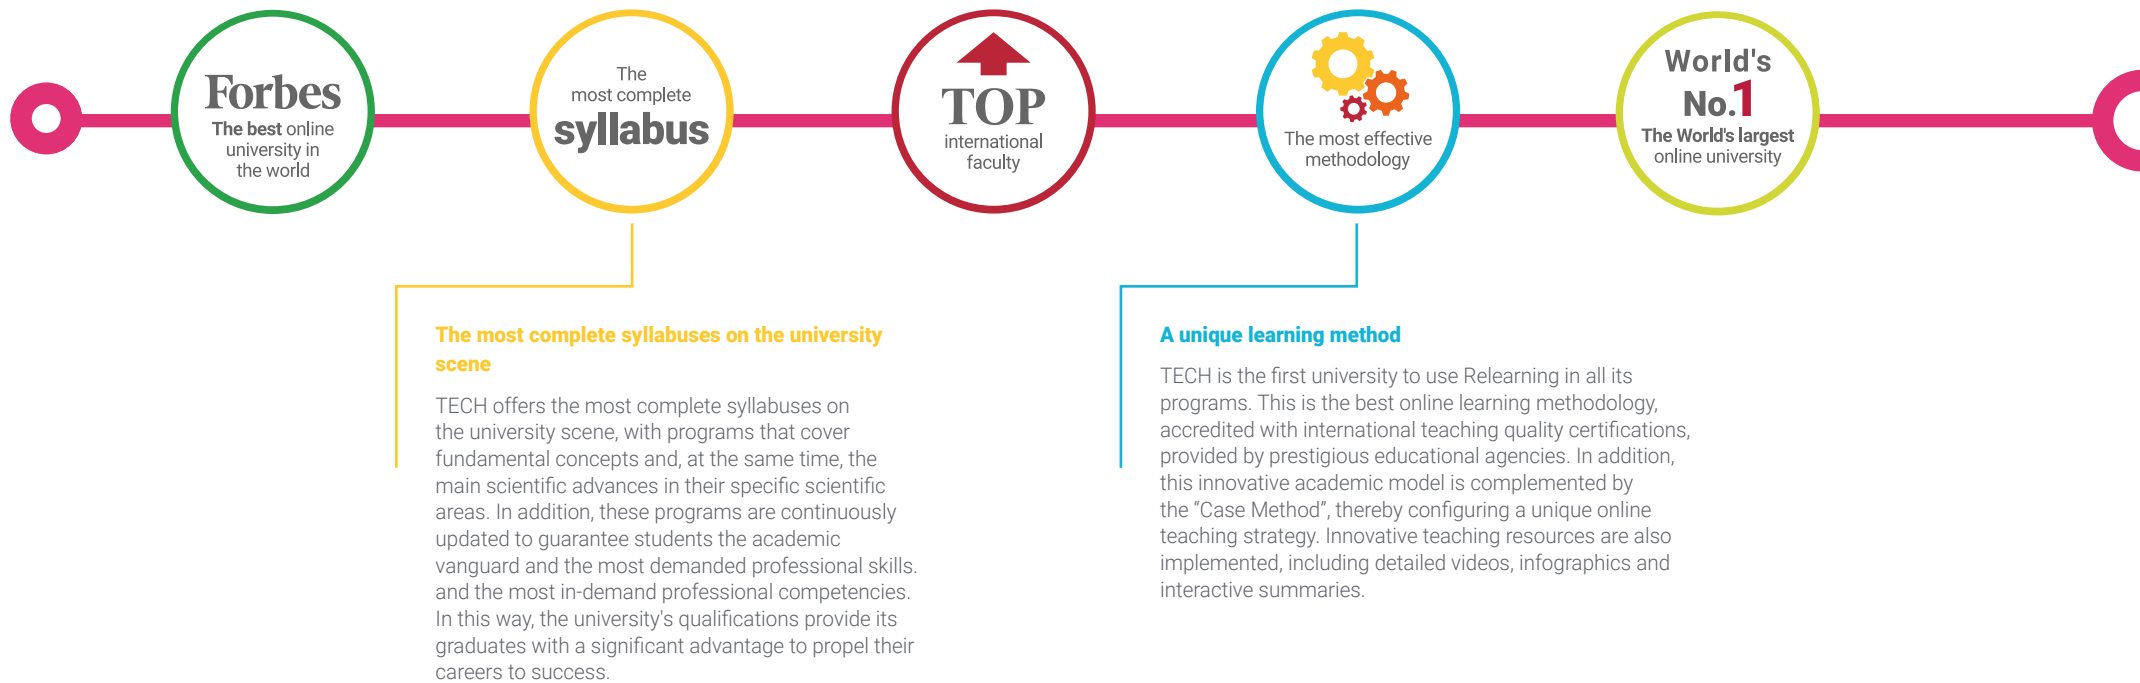 Forbes
The best online
university in
the world
The
most complete
syllabus
TOP
international
faculty
The most effective
methodology
World's
No.1
The World's largest
online university
The most complete syllabuses on the university
scene
TECH offers the most complete syllabuses on
the university scene, with programs that cover
fundamental concepts and, at the same time, the
main scientific advances in their specific scientific
areas. In addition, these programs are continuously
updated to guarantee students the academic
vanguard and the most demanded professional skills.
and the most in-demand professional competencies.
In this way, the university's qualifications provide its
graduates with a significant advantage to propel their
careers to success.
A unique learning method
TECH is the first university to use Relearning in all its
programs. This is the best online learning methodology,
accredited with international teaching quality certifications,
provided by prestigious educational agencies. In addition,
this innovative academic model is complemented by
the “Case Method”, thereby configuring a unique online
teaching strategy. Innovative teaching resources are also
implemented, including detailed videos, infographics and
interactive summaries.